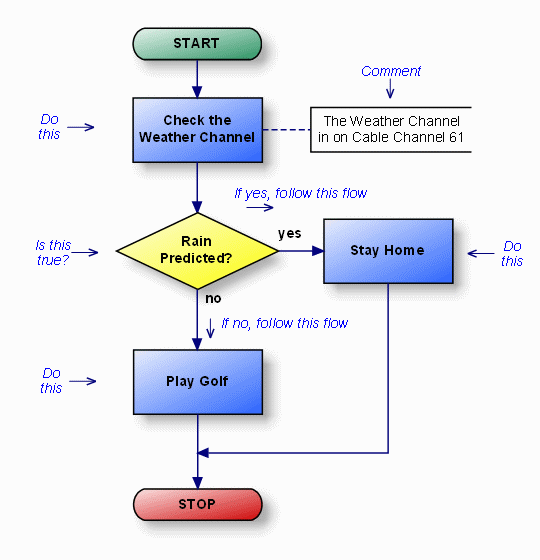 START
Comment
Do
this
Check the
Weather Channel
The Weather Channel
in on Cable Channel 61
If yes, follow this flow
Is this
true?
Rain
Predicted?
yes
Stay Home
Do
this
no
If no, follow this flow
Do
this
Play Golf
STOP